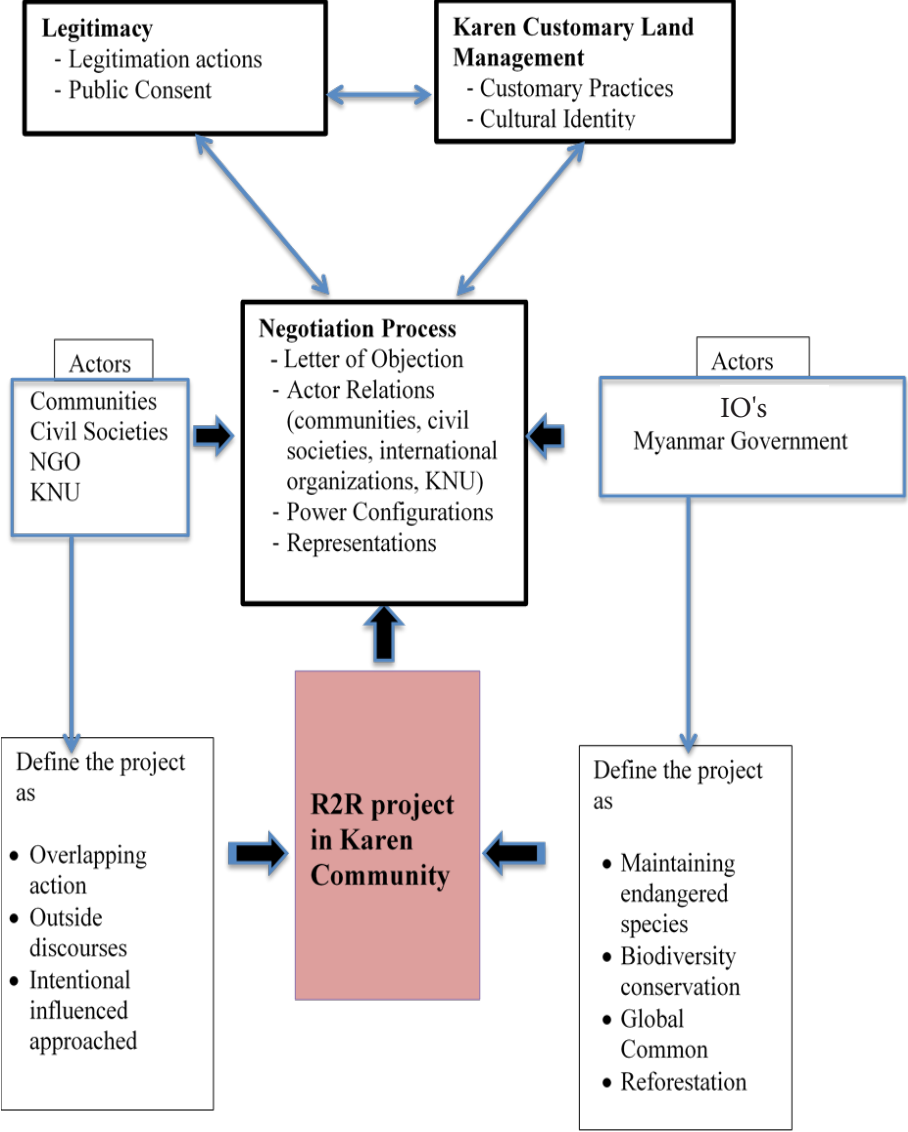 Legitimacy
- Legitimation actions
- Public Consent
Karen Customary Land
Management
- Customary Practices
- Cultural Identity
Negotiation Process
- Letter of Objection
- Actor Relations
(communities, civil
societies, international
organizations, KNU)
- Power Configurations
- Representations
Actors
Communities
Civil Societies
NGO
KNU
Actors
IO's
Myanmar Government
Define the project
as
• Overlapping
action
• Outside
discourses
• Intentional
influenced
approached
R2R project
in Karen
Community
Define the project
as
• Maintaining
endangered
species
• Biodiversity
conservation
• Global
Common
• Reforestation